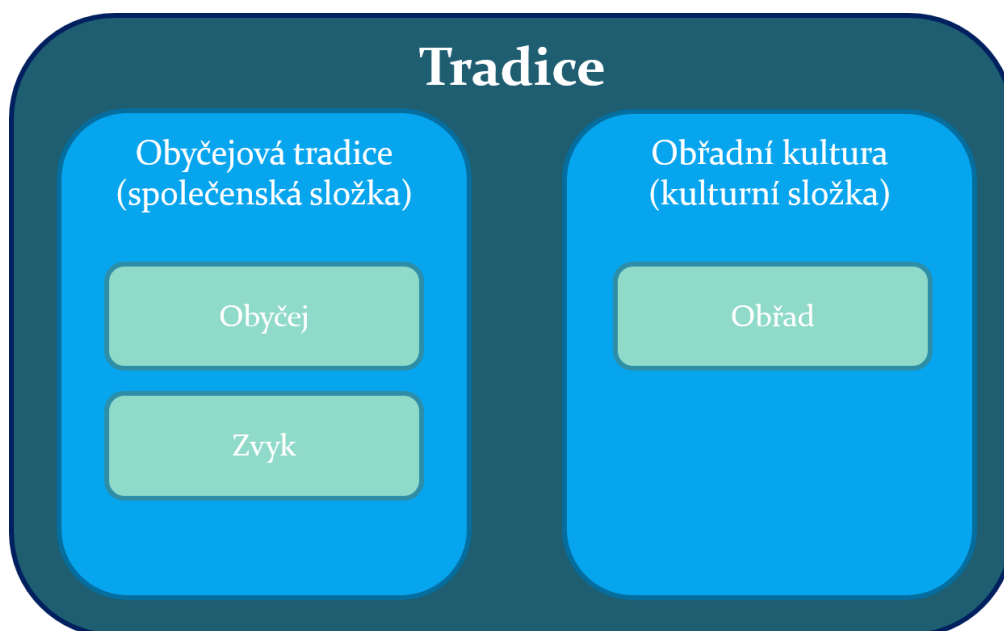 Tradice
Obyčejová tradice
(společenská složka)
Obyčej
Zvyk
Obřadní kultura
(kulturní složka)
Obřad